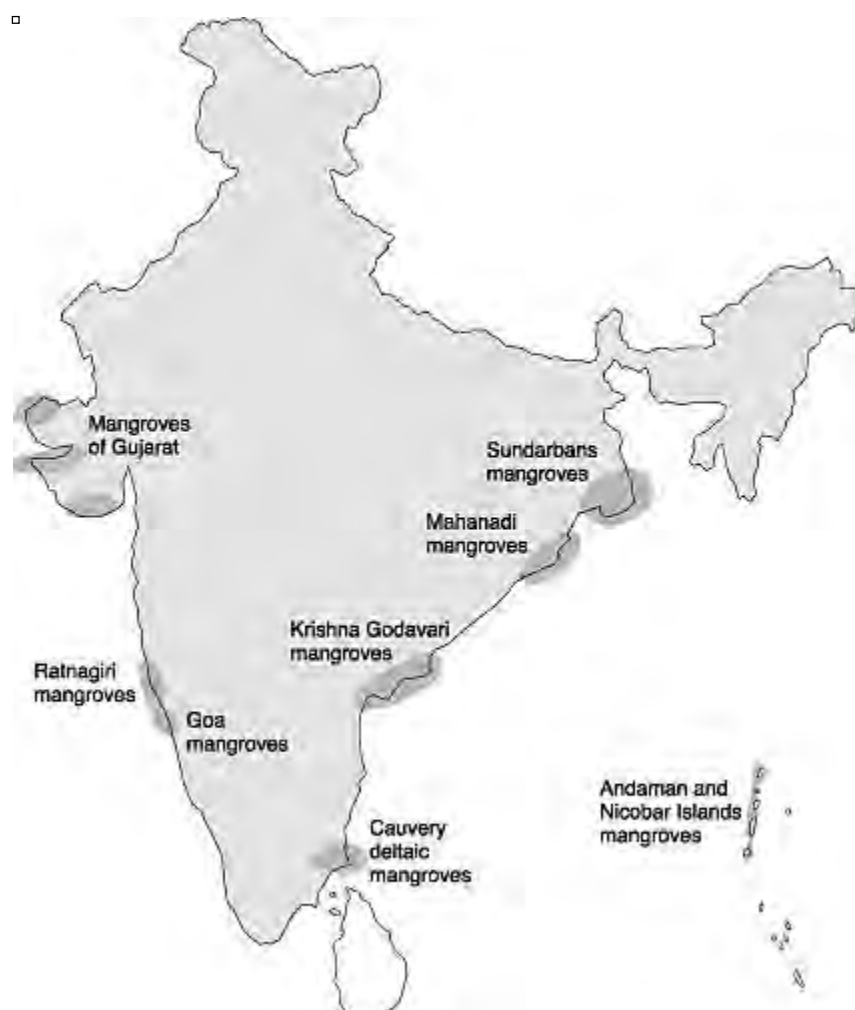 Mangroves
of Gujarat
Sundarbans
mangroves
Mahanadi
mangroves
Krishna Godavari
mangroves
Ratnagiri
mangroves
Goa
mangroves
Andaman and
Nicobar Islands
mangroves
Cauvery
deltaic
mangroves